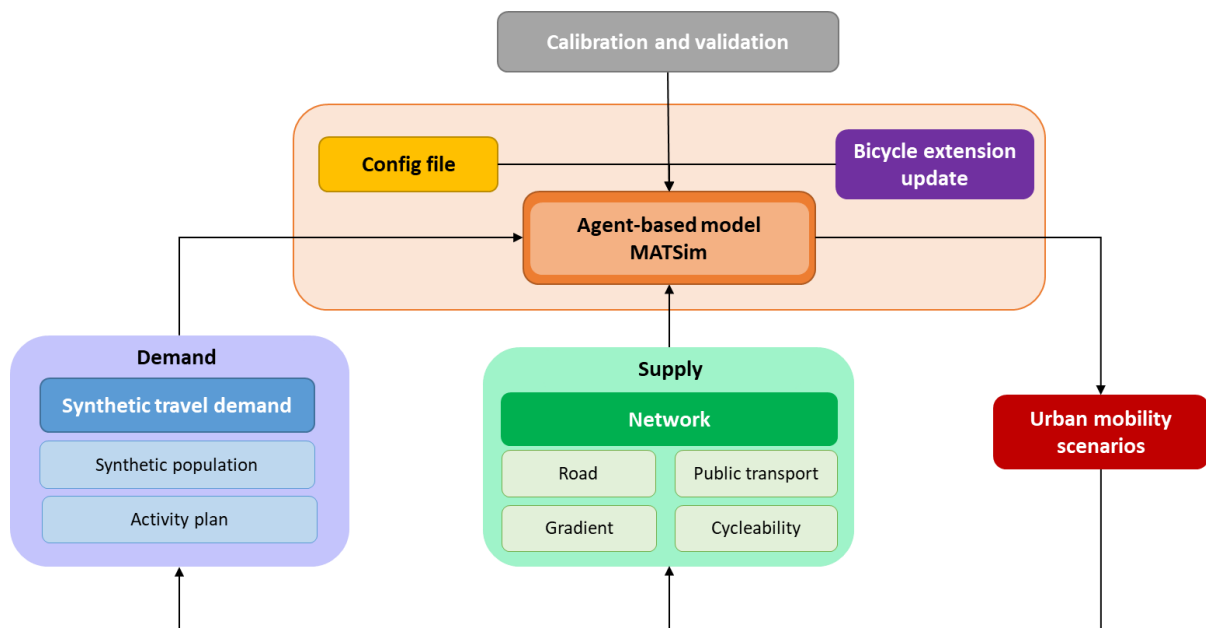 Calibration and validation
Config file
Bicycle extension
update
Agent-based model
MATSim
Demand
Synthetic travel demand
Synthetic population
Activity plan
Supply
Network
Road
Public transport
Gradient
Cycleability
Urban mobility
scenarios